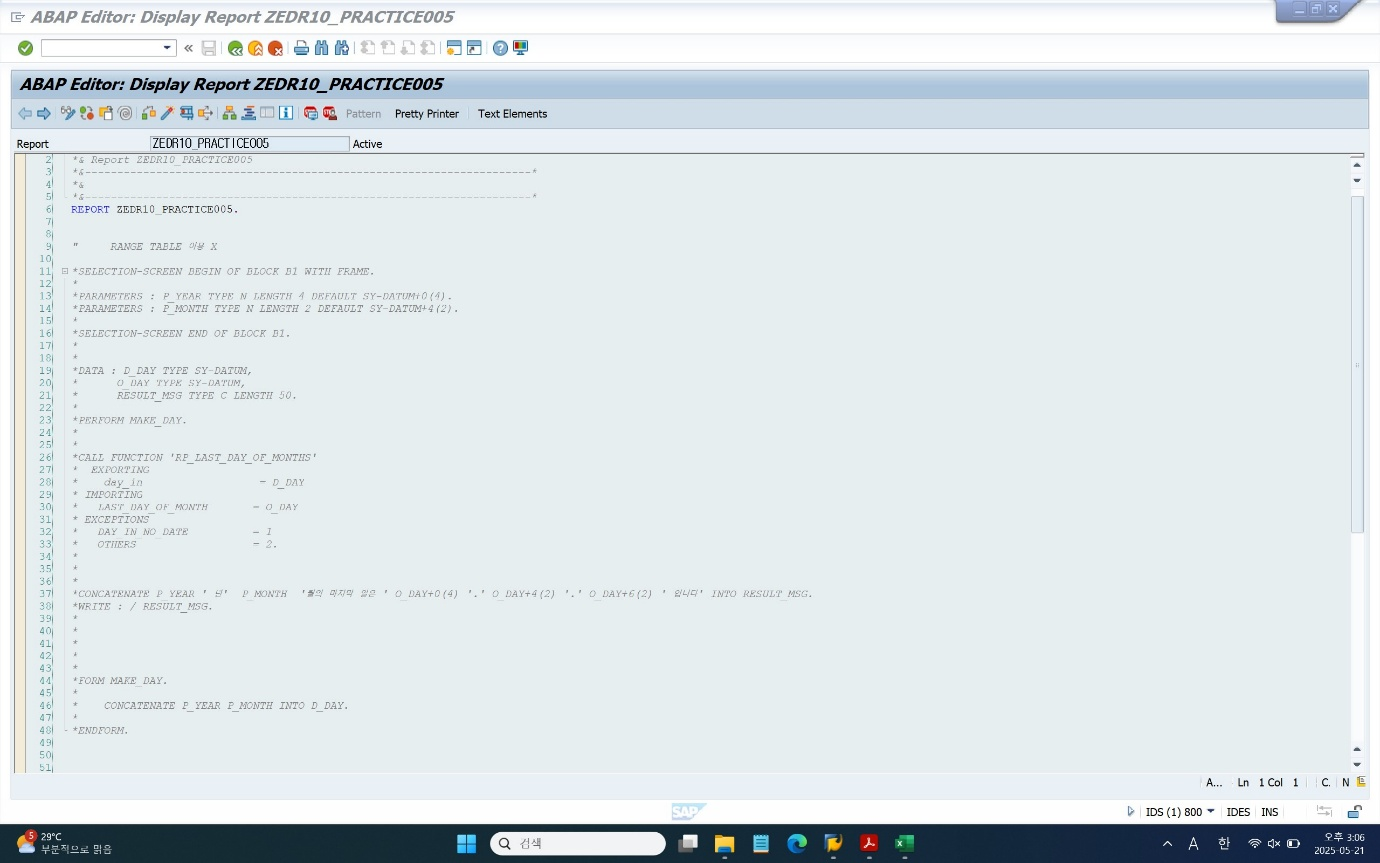 ABAP Editor: Display Report ZEDR10_PRACTICE005
ABAP Editor: Display Report ZEDR10_PRACTICE005
Pattern Pretty Printer Text Elements
Report ZEDR10_PRACTICE005 Active
2 *& Report ZEDR10_PRACTICE005
3 *&---------------------------------------------------------------------*
4 *&
5 *&---------------------------------------------------------------------*
6 REPORT ZEDR10_PRACTICE005.
7
8
9 " RANGE TABLE 이용 X
10
11 *SELECTION-SCREEN BEGIN OF BLOCK B1 WITH FRAME.
12 *
13 *PARAMETERS : P_YEAR TYPE N LENGTH 4 DEFAULT SY-DATUM+0(4).
14 *PARAMETERS : P_MONTH TYPE N LENGTH 2 DEFAULT SY-DATUM+4(2).
15 *
16 *SELECTION-SCREEN END OF BLOCK B1.
17 *
18 *
19 *DATA : D_DAY TYPE SY-DATUM,
20 * O_DAY TYPE SY-DATUM,
21 * RESULT_MSG TYPE C LENGTH 50.
22 *
23 *PERFORM MAKE_DAY.
24 *
25 *
26 *CALL FUNCTION 'RP_LAST_DAY_OF_MONTHS'
27 * EXPORTING
28 * day_in = D_DAY
29 * IMPORTING
30 * LAST_DAY_OF_MONTH = O_DAY
31 * EXCEPTIONS
32 * DAY_IN_NO_DATE = 1
33 * OTHERS = 2.
34 *
35 *
36 *
37 *CONCATENATE P_YEAR ' 년' P_MONTH '월의 마지막 일은 ' O_DAY+0(4) '.' O_DAY+4(2) '.' O_DAY+6(2) ' 입니다' INTO RESULT_MSG.
38 *WRITE : / RESULT_MSG.
39 *
40 *
41 *
42 *
43 *
44 *FORM MAKE_DAY.
45 *
46 * CONCATENATE P_YEAR P_MONTH INTO D_DAY.
47 *
48 *ENDFORM.
49
50
51
A... Ln 1 Col 1 C. N
SAP
IDS (1) 800 IDES INS
5 29°C
부분적으로 맑음
검색
A 한
오후 3:06
2025-05-21